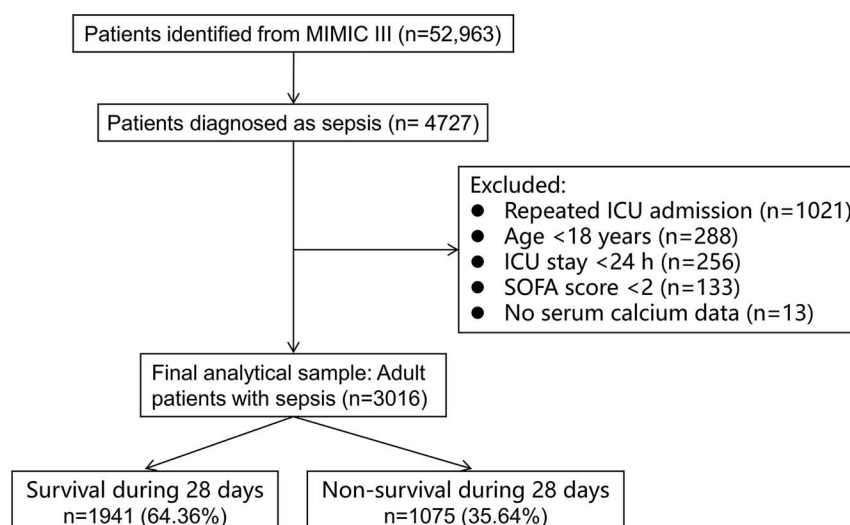 Patients identified from MIMIC III (n=52,963)
Patients diagnosed as sepsis (n= 4727)
Excluded:
● Repeated ICU admission (n=1021)
● Age <18 years (n=288)
● ICU stay <24 h (n=256)
● SOFA score <2 (n=133)
● No serum calcium data (n=13)
Final analytical sample: Adult
patients with sepsis (n=3016)
Survival during 28 days
n=1941 (64.36%)
Non-survival during 28 days
n=1075 (35.64%)